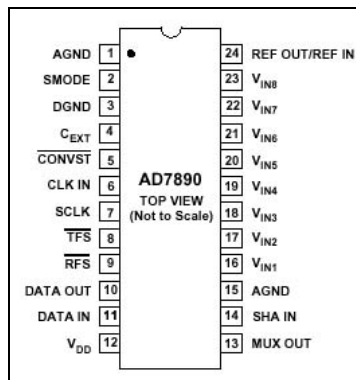 AGND 1 24 REF OUT/REF IN
SMODE 2 23 VIN8
DGND 3 22 VIN7
CEXT 4 21 VIN6
CONVST 5 20 VIN5
CLK IN 6 19 VIN4
SCLK 7 18 VIN3
TFS 8 17 VIN2
RFS 9 16 VIN1
DATA OUT 10 15 AGND
DATA IN 11 14 SHA IN
VDD 12 13 MUX OUT
AD7890
TOP VIEW
(Not to Scale)